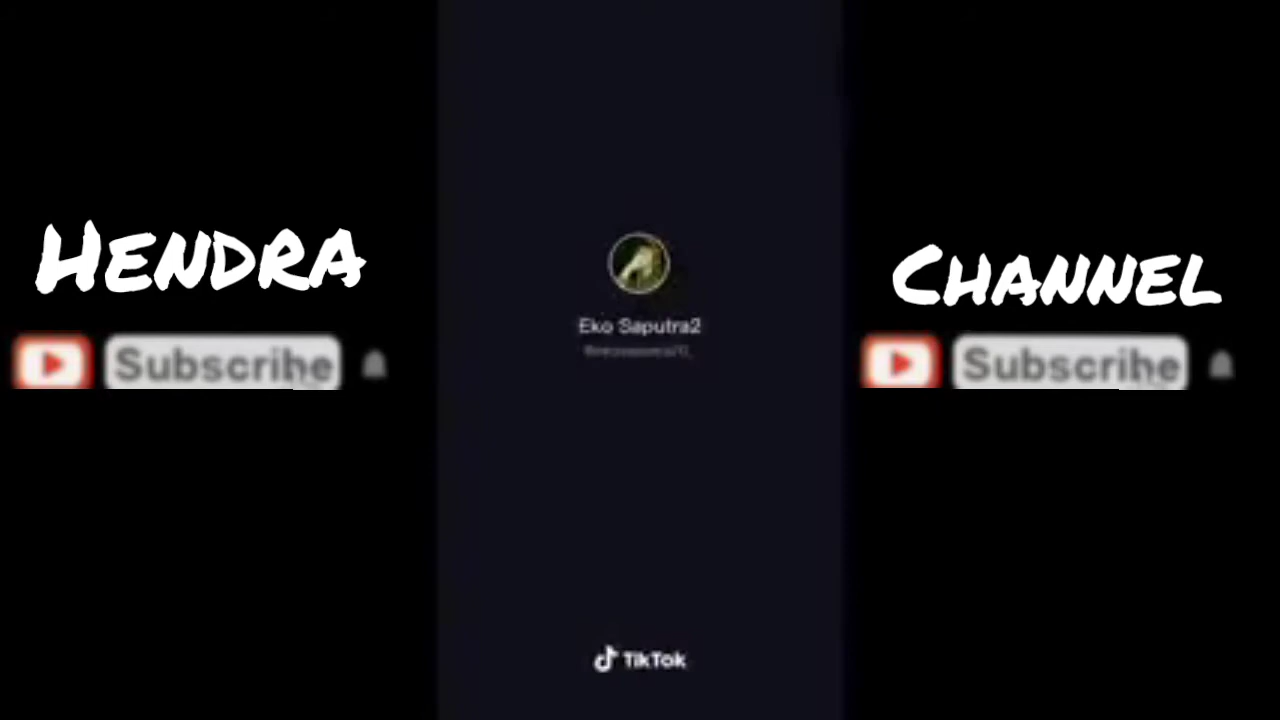 Hendra
Subscribe
Eko Saputra2
TikTok
Channel
Subscribe